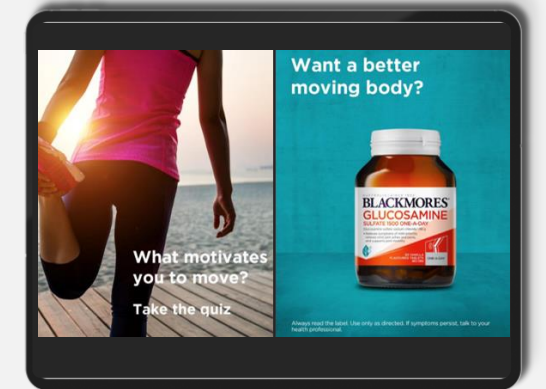 What motivates
you to move?
Take the quiz
Want a better
moving body?
BLACKMORES
GLUCOSAMINE
SULFATE 1500 ONE-A-DAY
Always read the label. Use only as directed. If symptoms persist, talk to your
health professional.